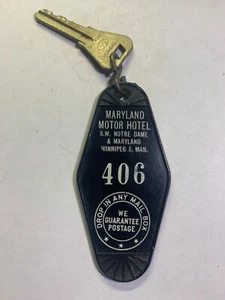 MARYLAND
MOTOR HOTEL
S.W. NOTRE DAME
& MARYLAND
WINNIPEG 3, MAN.
406
DROP IN ANY MAIL BOX
WE
GUARANTEE
POSTAGE